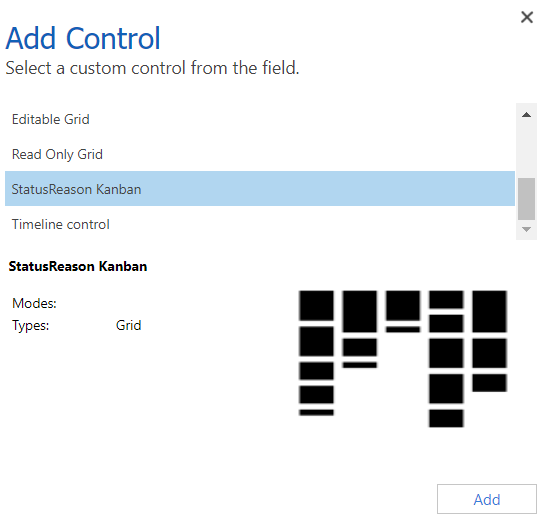 Add Control
Select a custom control from the field.
Editable Grid
Read Only Grid
StatusReason Kanban
Timeline control
StatusReason Kanban
Modes:
Types: Grid
Add